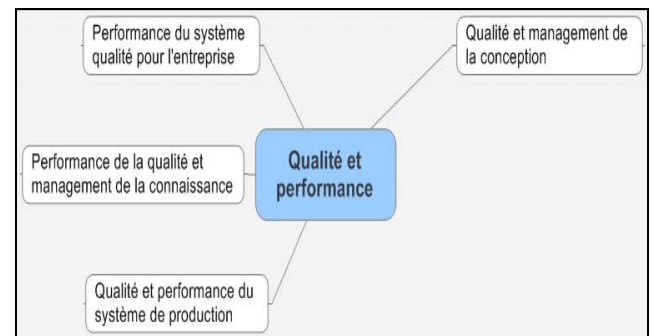 Performance du système
qualité pour l'entreprise
Qualité et management de
la conception
Performance de la qualité et
management de la connaissance
Qualité et
performance
Qualité et performance du
système de production